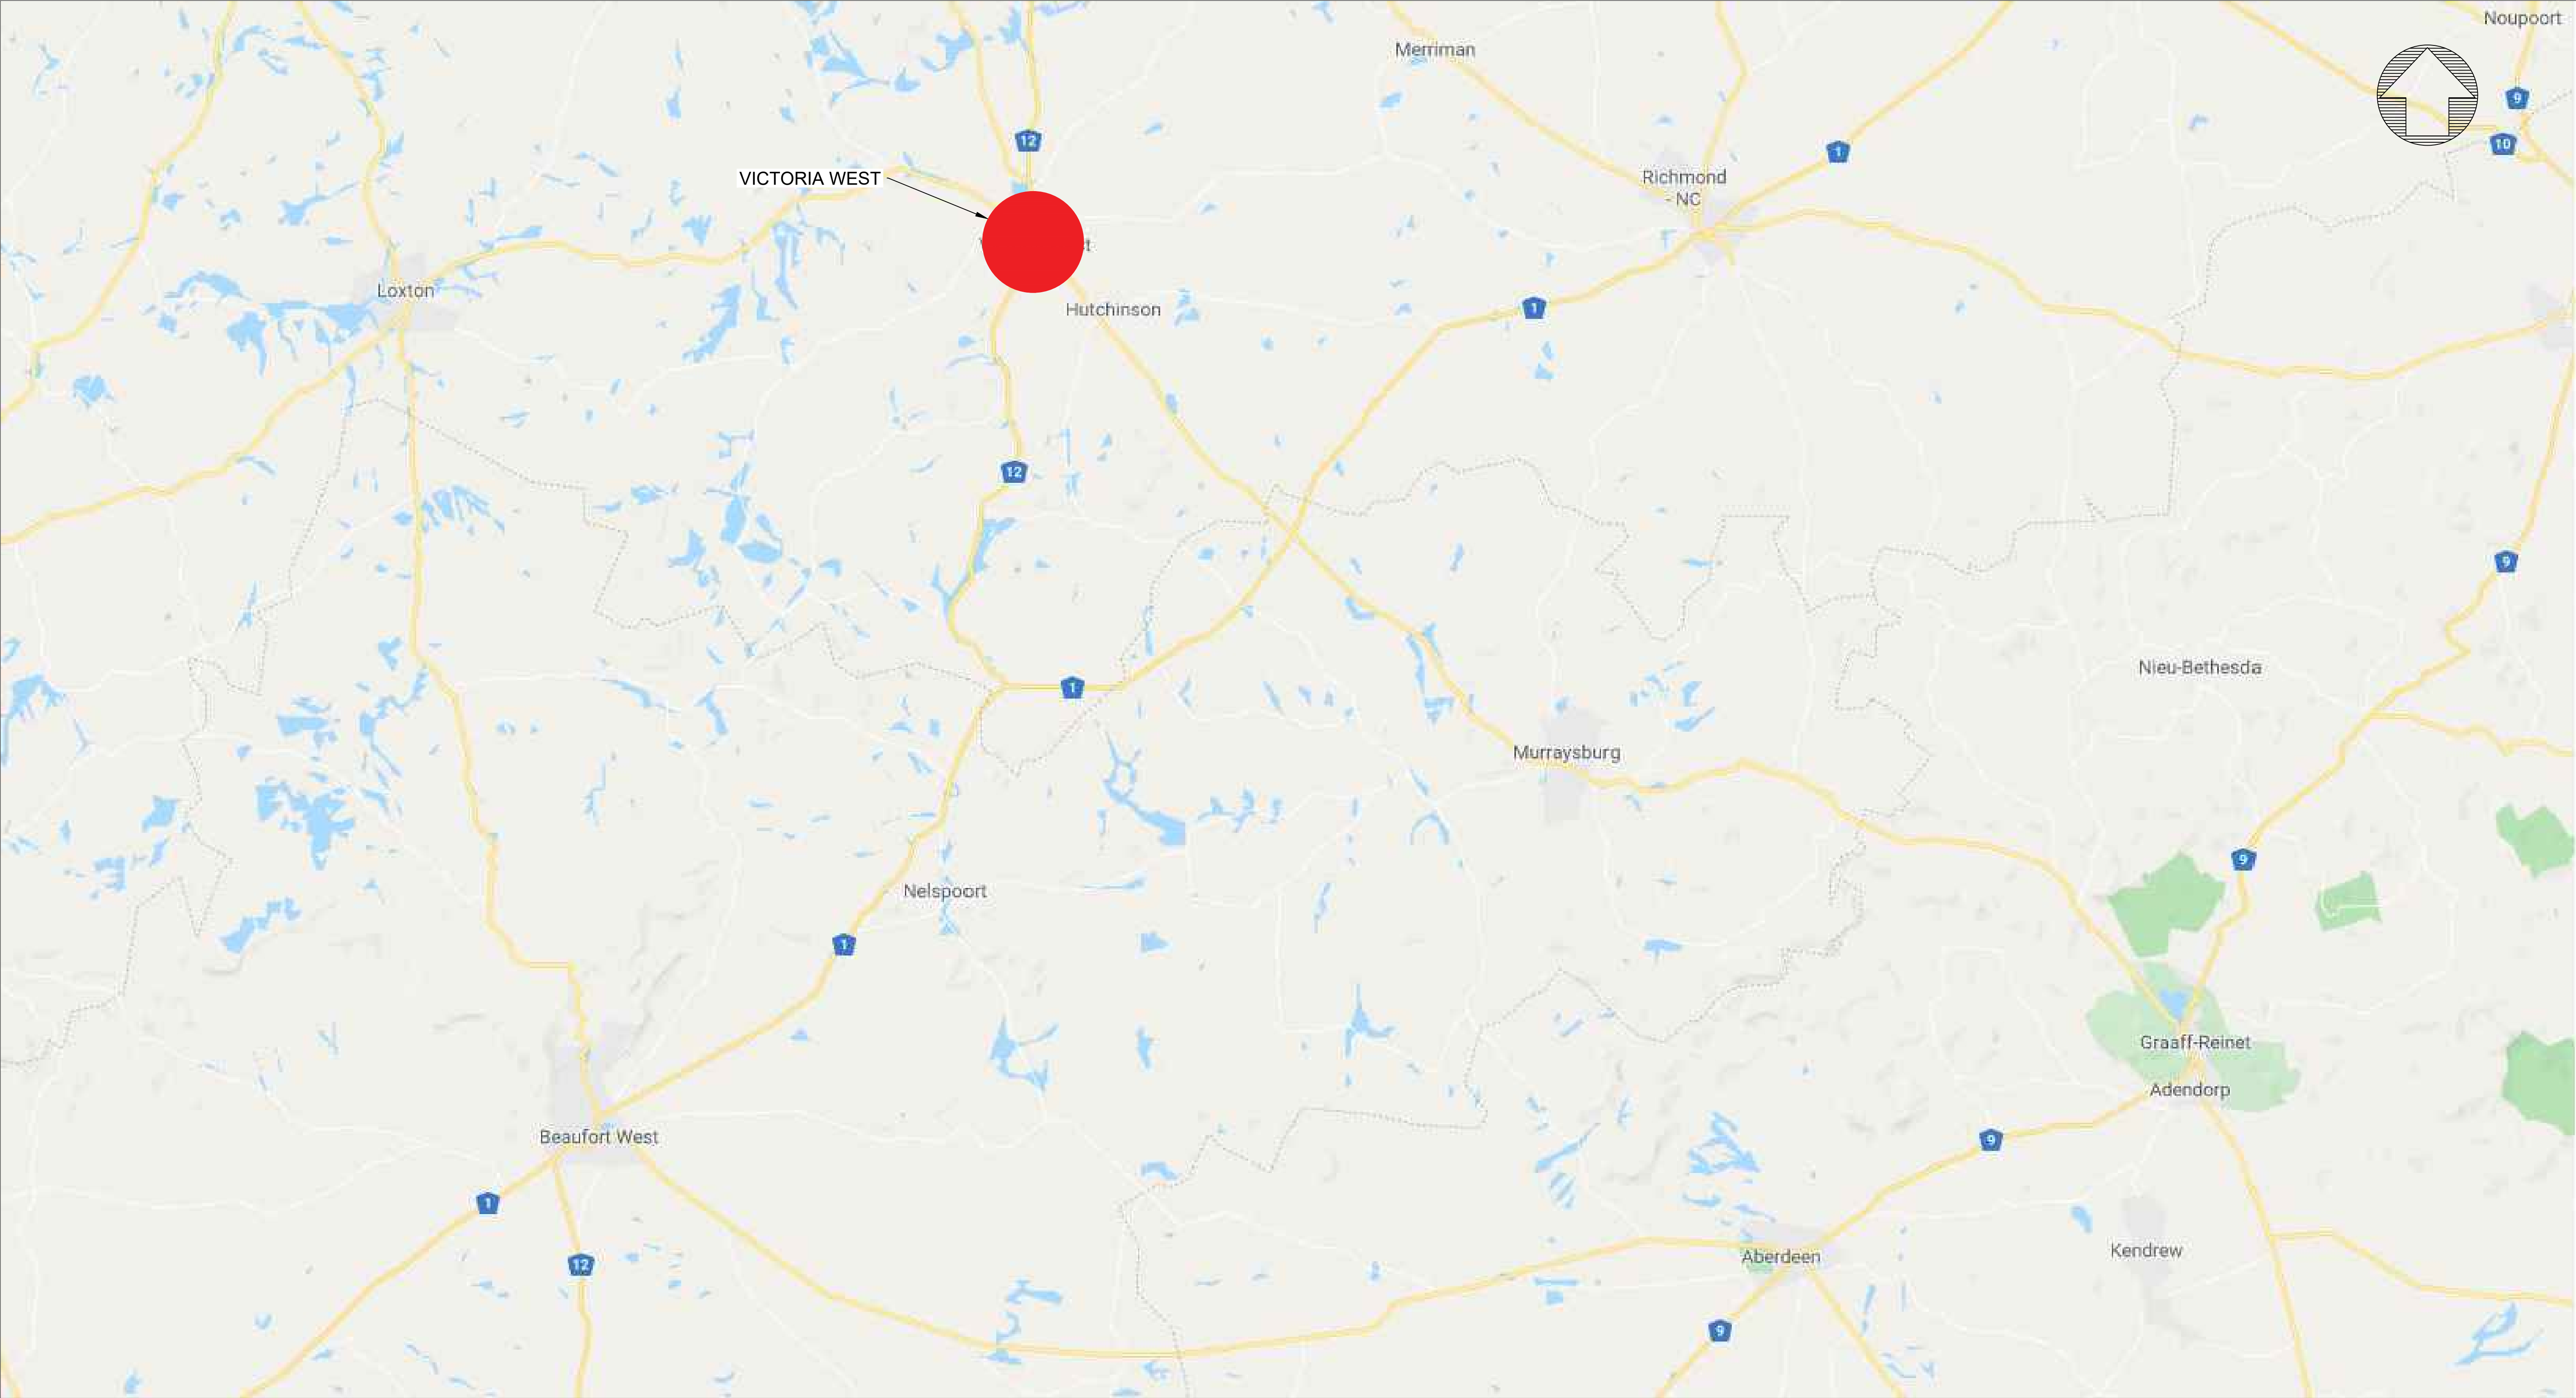 Noupoort
Merriman
9
12
10
1
VICTORIA WEST
Richmond
- NC
t
Loxton
Hutchinson
1
12
9
Nieu-Bethesda
1
Murraysburg
9
Nelspoort
1
Graaff-Reinet
Adendorp
Beaufort West
9
1
Kendrew
Aberdeen
12
9